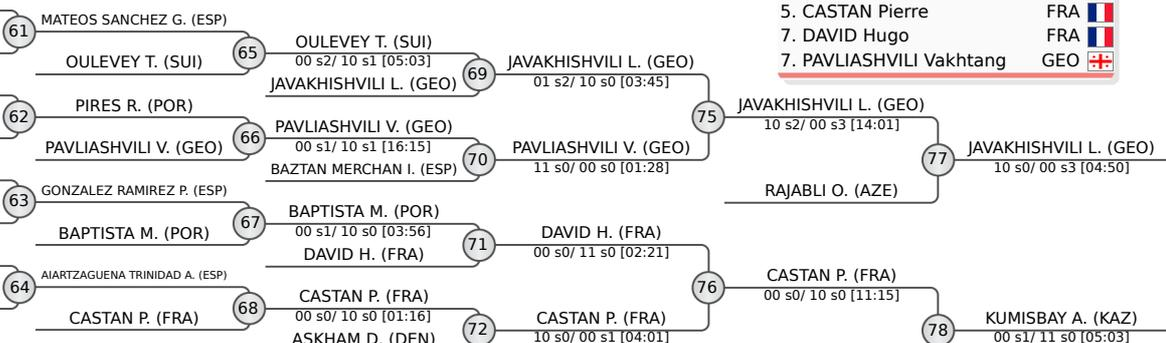 5. CASTAN Pierre FRA
7. DAVID Hugo FRA
7. PAVLIASHVILI Vakhtang GEO
61
MATEOS SANCHEZ G. (ESP)
OULEVEY T. (SUI)
62
PIRES R. (POR)
PAVLIASHVILI V. (GEO)
63
GONZALEZ RAMIREZ P. (ESP)
BAPTISTA M. (POR)
64
AIARTZAGUENA TRINIDAD A. (ESP)
CASTAN P. (FRA)
65
OULEVEY T. (SUI)
00 s2/ 10 s1 [05:03]
JAVAKHISHVILI L. (GEO)
66
PAVLIASHVILI V. (GEO)
00 s1/ 10 s1 [16:15]
BAZTAN MERCHAN I. (ESP)
67
BAPTISTA M. (POR)
00 s1/ 10 s0 [03:56]
DAVID H. (FRA)
68
CASTAN P. (FRA)
00 s0/ 10 s0 [01:16]
ASKHAM D. (DEN)
69
JAVAKHISHVILI L. (GEO)
01 s2/ 10 s0 [03:45]
70
PAVLIASHVILI V. (GEO)
11 s0/ 00 s0 [01:28]
71
DAVID H. (FRA)
00 s0/ 11 s0 [02:21]
72
CASTAN P. (FRA)
10 s0/ 00 s1 [04:01]
75
JAVAKHISHVILI L. (GEO)
10 s2/ 00 s3 [14:01]
RAJABLI O. (AZE)
76
CASTAN P. (FRA)
00 s0/ 10 s0 [11:15]
77
JAVAKHISHVILI L. (GEO)
10 s0/ 00 s3 [04:50]
78
KUMISBAY A. (KAZ)
00 s1/ 11 s0 [05:03]